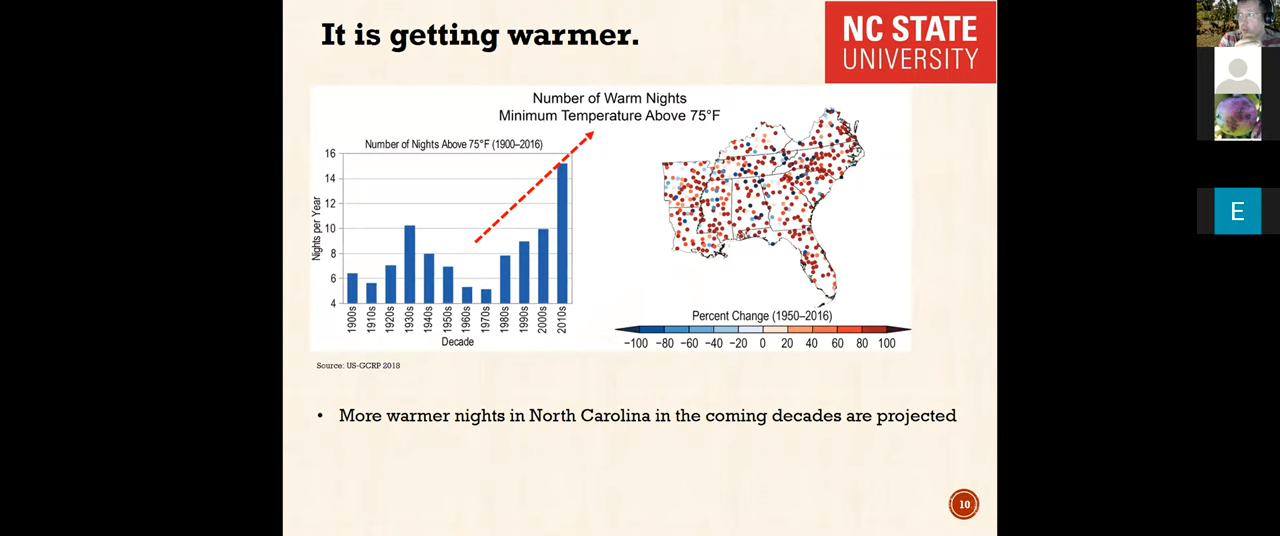 It is getting warmer.
NC STATE
UNIVERSITY
Number of Warm Nights
Minimum Temperature Above 75°F
Number of Nights Above 75°F (1900–2016)
16
14
12
10
8
6
4
Nights per Year
1900s
1910s
1920s
1930s
1940s
1950s
1960s
1970s
1980s
1990s
2000s
2010s
Decade
Percent Change (1950–2016)
−100 −80 −60 −40 −20 0 20 40 60 80 100
Source: US-GCRP 2018
• More warmer nights in North Carolina in the coming decades are projected
10
E